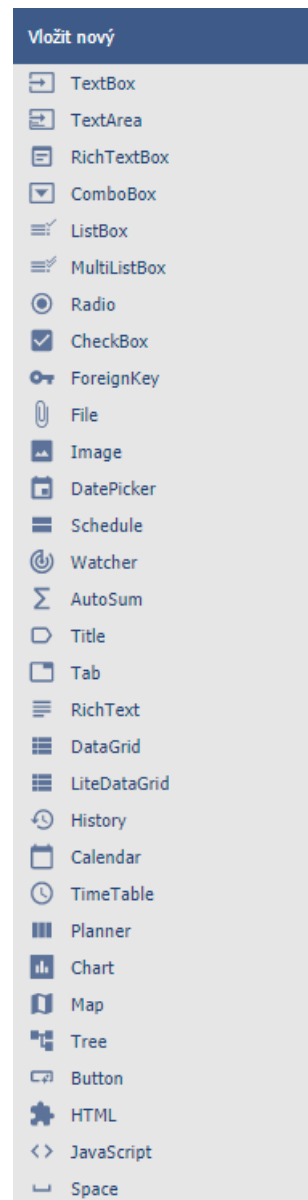 Vložit nový
TextBox
TextArea
RichTextBox
ComboBox
ListBox
MultiListBox
Radio
CheckBox
ForeignKey
File
Image
DatePicker
Schedule
Watcher
AutoSum
Title
Tab
RichText
DataGrid
LiteDataGrid
History
Calendar
TimeTable
Planner
Chart
Map
Tree
Button
HTML
JavaScript
Space